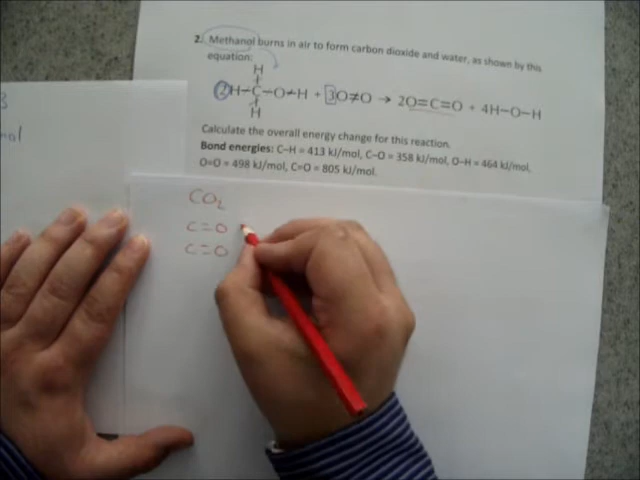 2. Methanol burns in air to form carbon dioxide and water, as shown by this
equation:
H
2H–C–O–H + 3O=O → 2O=C=O + 4H–O–H
H
Calculate the overall energy change for this reaction.
Bond energies: C–H = 413 kJ/mol, C–O = 358 kJ/mol, O–H = 464 kJ/mol,
O=O = 498 kJ/mol, C=O = 805 kJ/mol.
3
CO₂
C=O
C=O